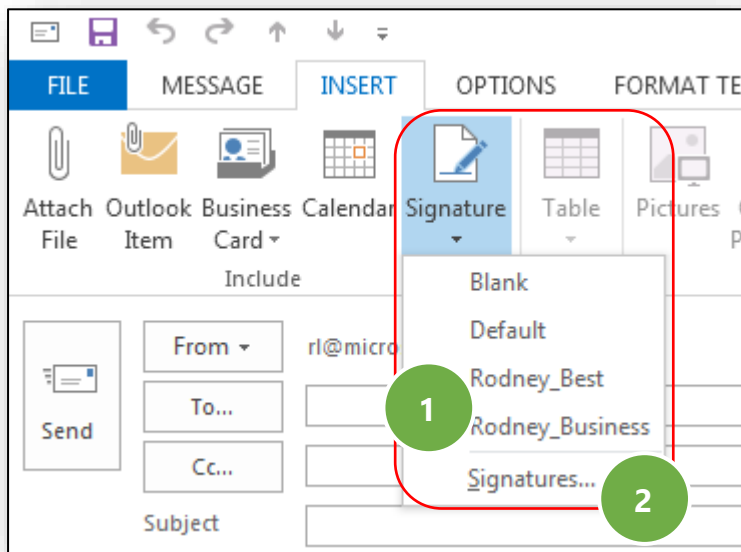 FILE MESSAGE INSERT OPTIONS FORMAT TE
Attach Outlook Business Calendar Signature Table Pictures
File Item Card
Include
Blank
Default
Rodney_Best
Rodney_Business
Signatures...
1
2
From rl@micro
To...
Send
Cc...
Subject